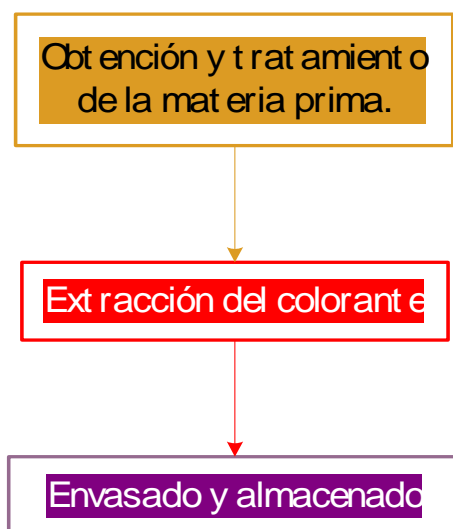 Obtención y tratamiento
de la materia prima.
Extracción del colorante
Envasado y almacenado